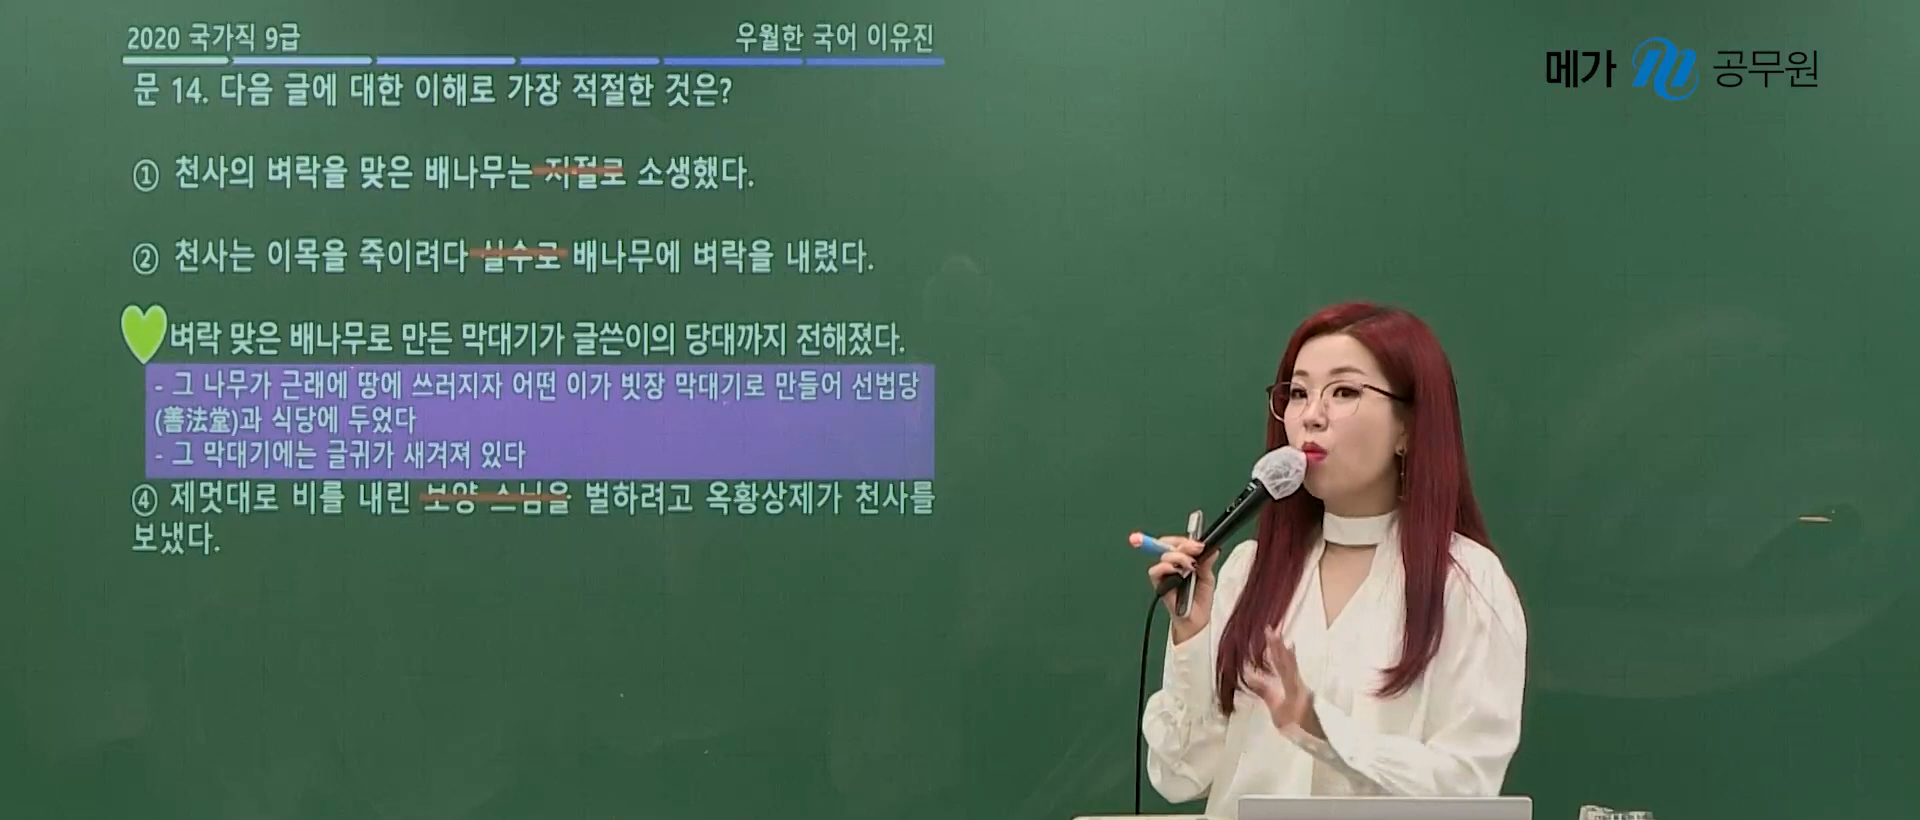 2020 국가직 9급
우월한 국어 이유진
메가 공무원
문 14. 다음 글에 대한 이해로 가장 적절한 것은?
① 천사의 벼락을 맞은 배나무는 저절로 소생했다.
② 천사는 이목을 죽이려다 실수로 배나무에 벼락을 내렸다.
벼락 맞은 배나무로 만든 막대기가 글쓴이의 당대까지 전해졌다.
- 그 나무가 근래에 땅에 쓰러지자 어떤 이가 빗장 막대기로 만들어 선법당
(善法堂)과 식당에 두었다
- 그 막대기에는 글귀가 새겨져 있다
④ 제멋대로 비를 내린 보양 스님을 벌하려고 옥황상제가 천사를
보냈다.